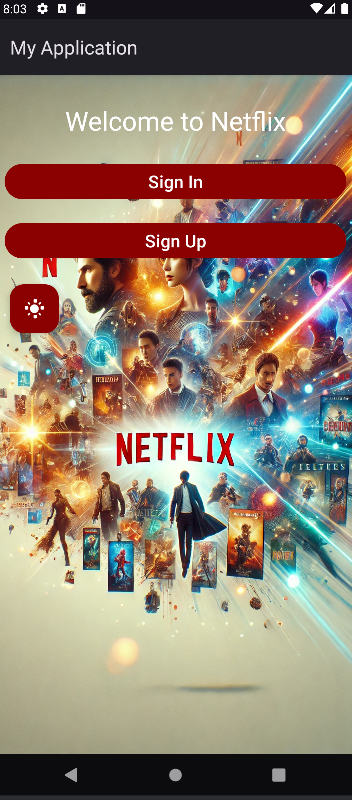 8:03
My Application
Welcome to Netflix
Sign In
Sign Up
N
NETFLIX